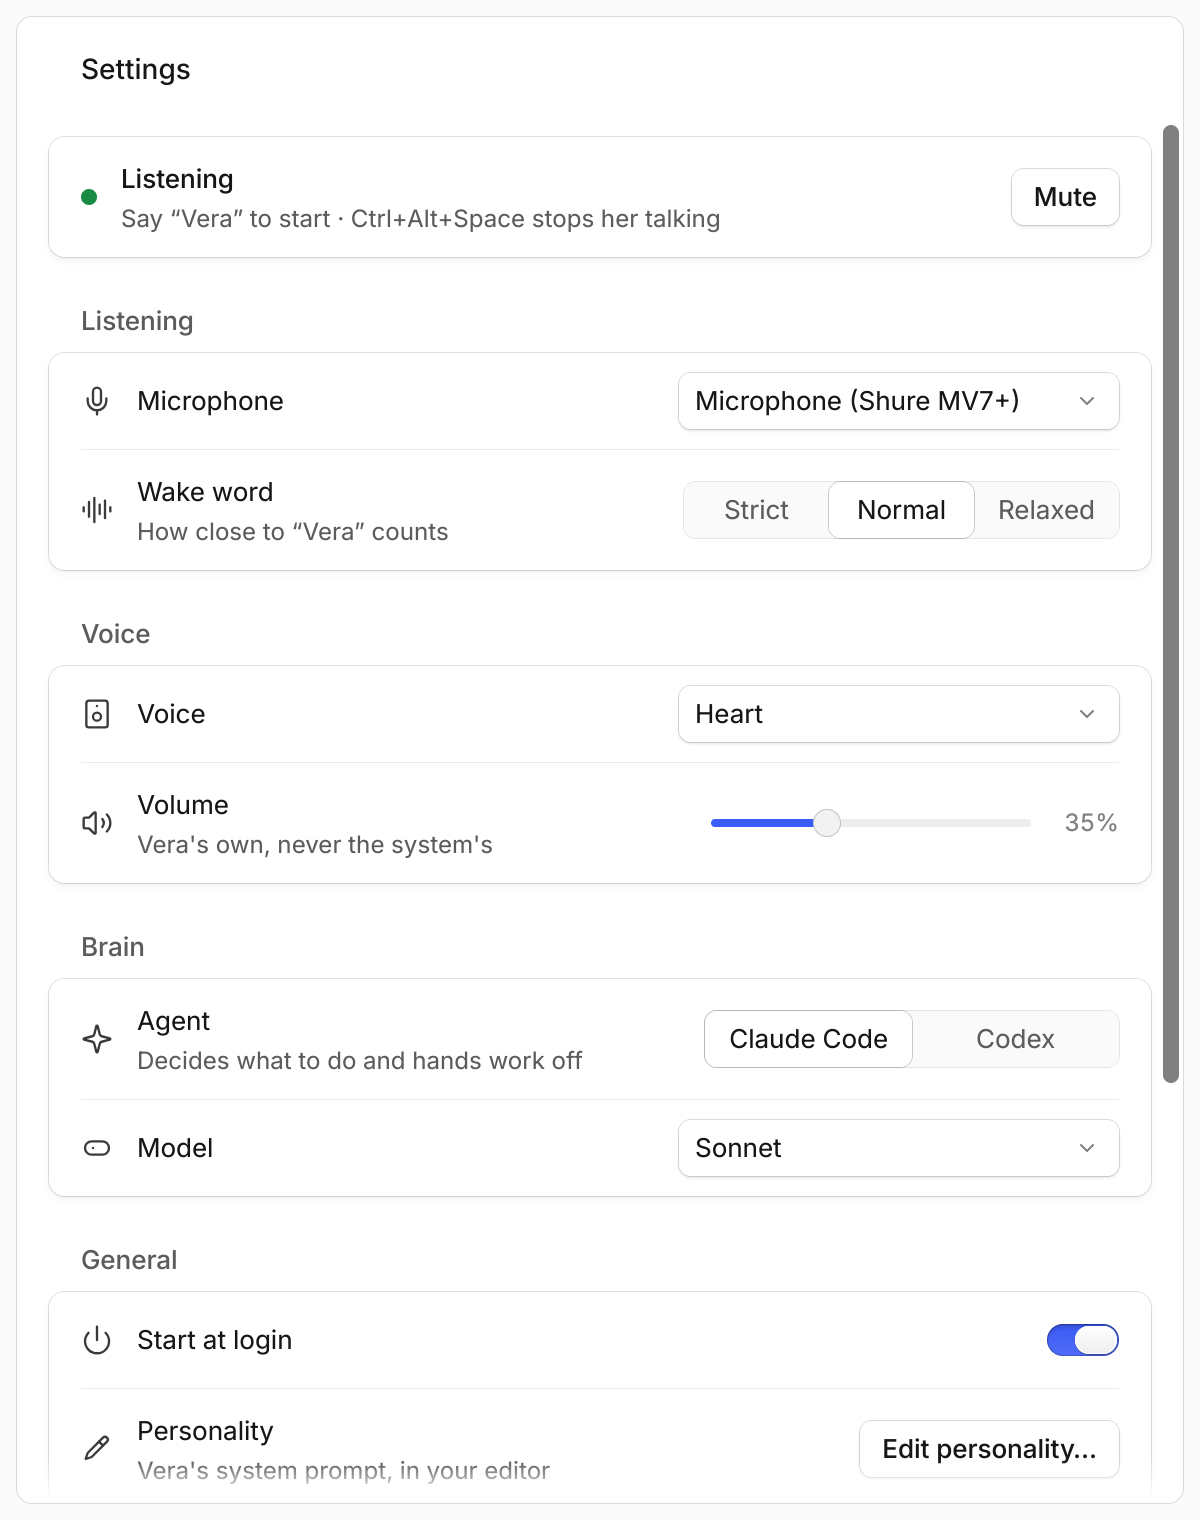 Settings
Listening
Say “Vera” to start · Ctrl+Alt+Space stops her talking
Mute
Listening
Microphone
Microphone (Shure MV7+)
Wake word
How close to “Vera” counts
Strict
Normal
Relaxed
Voice
Voice
Heart
Volume
Vera's own, never the system's
35%
Brain
Agent
Decides what to do and hands work off
Claude Code
Codex
Model
Sonnet
General
Start at login
Personality
Vera's system prompt, in your editor
Edit personality...